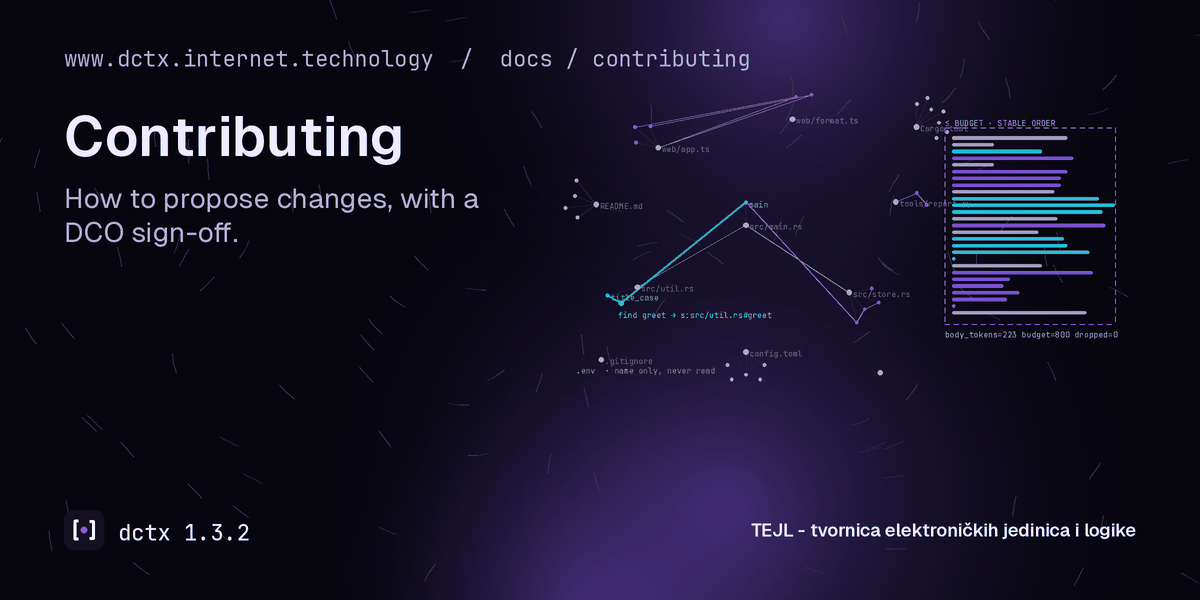 www.dctx.internet.technology / docs / contributing
Contributing
How to propose changes, with a
DCO sign-off.
web/format.ts
web/app.ts
≤ BUDGET · STABLE ORDER
README.md
main
src/main.rs
src/util.rs
title_case
find greet → s:src/util.rs#greet
src/store.rs
body_tokens=223 budget=800 dropped=0
.gitignore
.env · name only, never read
config.toml
[•] dctx 1.3.2
TEJL - tvornica elektroničkih jedinica i logike